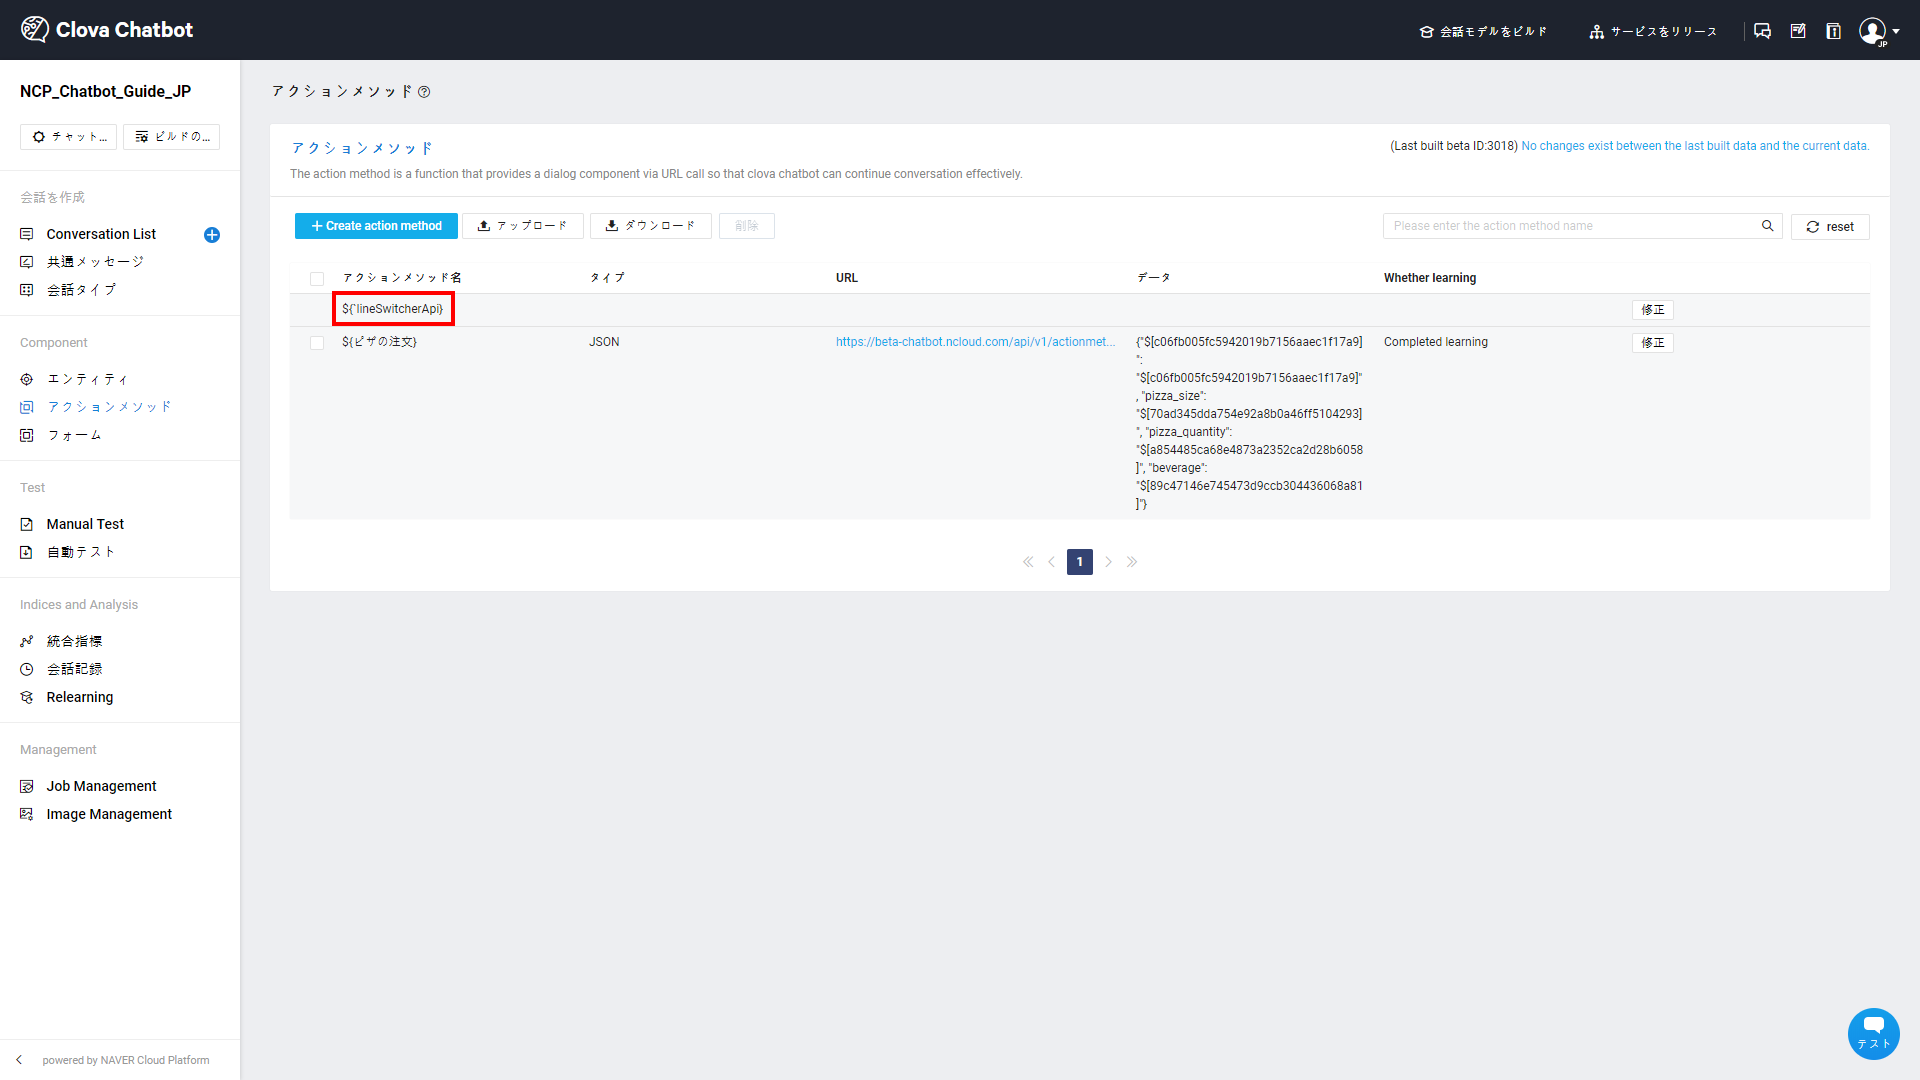 Clova Chatbot
会話モデルをビルド
サービスをリリース
JP
NCP_Chatbot_Guide_JP
チャット...
ビルドの...
会話を作成
Conversation List
共通メッセージ
会話タイプ
Component
エンティティ
アクションメソッド
フォーム
Test
Manual Test
自動テスト
Indices and Analysis
統合指標
会話記録
Relearning
Management
Job Management
Image Management
powered by NAVER Cloud Platform
アクションメソッド
アクションメソッド
(Last built beta ID:3018) No changes exist between the last built data and the current data.
The action method is a function that provides a dialog component via URL call so that clova chatbot can continue conversation effectively.
Create action method
アップロード
ダウンロード
削除
Please enter the action method name
reset
アクションメソッド名 タイプ URL データ Whether learning
${`lineSwitcherApi} 修正
${ピザの注文} JSON https://beta-chatbot.ncloud.com/api/v1/actionmet... {"$[c06fb005fc5942019b7156aaec1f17a9] Completed learning 修正
":
"$[c06fb005fc5942019b7156aaec1f17a9]"
, "pizza_size":
"$[70ad345dda754e92a8b0a46ff5104293]
", "pizza_quantity":
"$[a854485ca68e4873a2352ca2d28b6058
]", "beverage":
"$[89c47146e745473d9ccb304436068a81
]"}
1
テスト